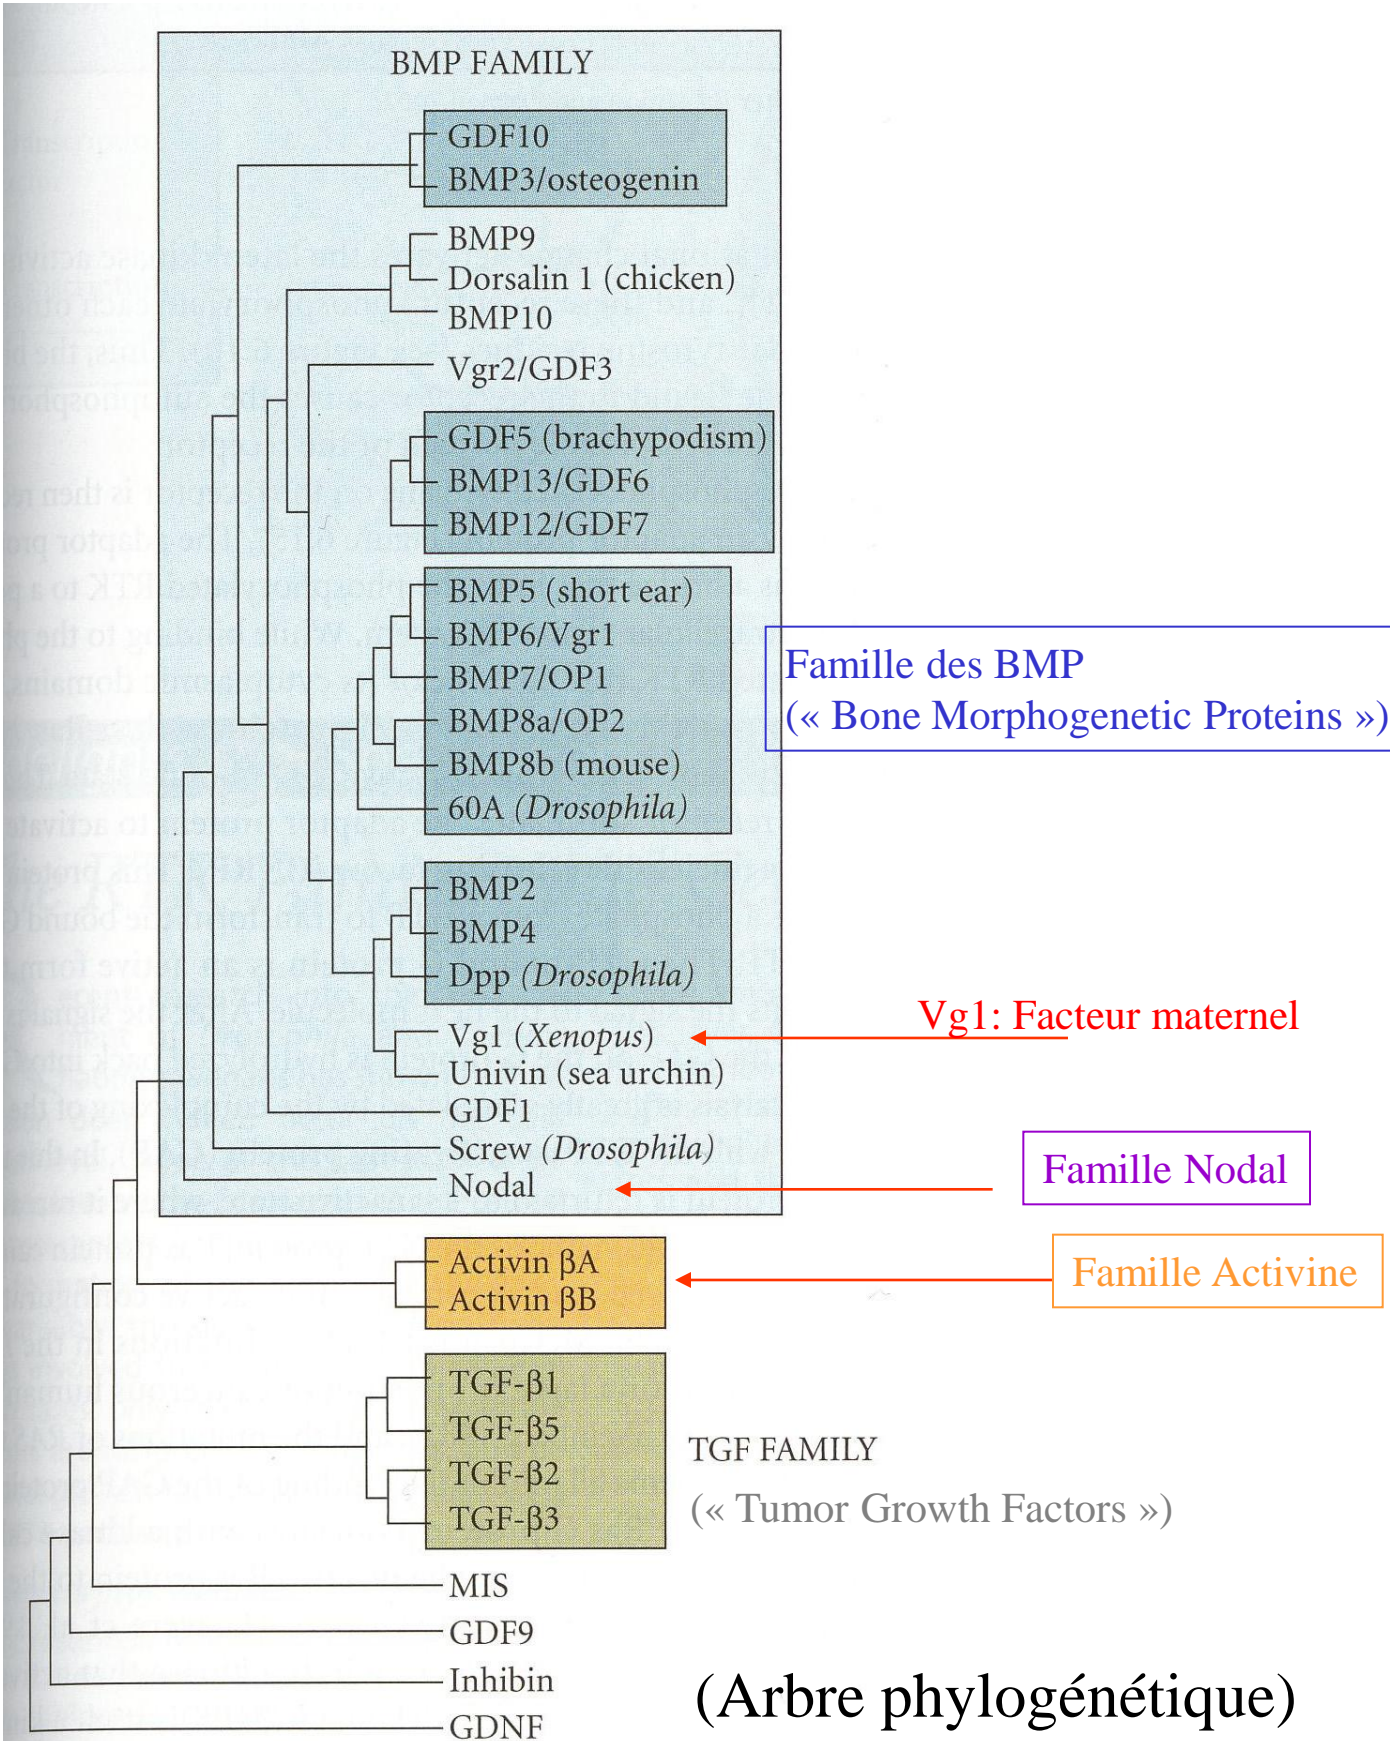 BMP FAMILY
GDF10
BMP3/osteogenin
BMP9
Dorsalin 1 (chicken)
BMP10
Vgr2/GDF3
GDF5 (brachypodism)
BMP13/GDF6
BMP12/GDF7
BMP5 (short ear)
BMP6/Vgr1
BMP7/OP1
BMP8a/OP2
BMP8b (mouse)
60A (Drosophila)
Famille des BMP
(« Bone Morphogenetic Proteins »)
BMP2
BMP4
Dpp (Drosophila)
Vg1 (Xenopus)
Vg1: Facteur maternel
Univin (sea urchin)
GDF1
Screw (Drosophila)
Nodal
Famille Nodal
Activin βA
Activin βB
Famille Activine
TGF-β1
TGF-β5
TGF-β2
TGF-β3
TGF FAMILY
(« Tumor Growth Factors »)
MIS
GDF9
Inhibin
GDNF
(Arbre phylogénétique)